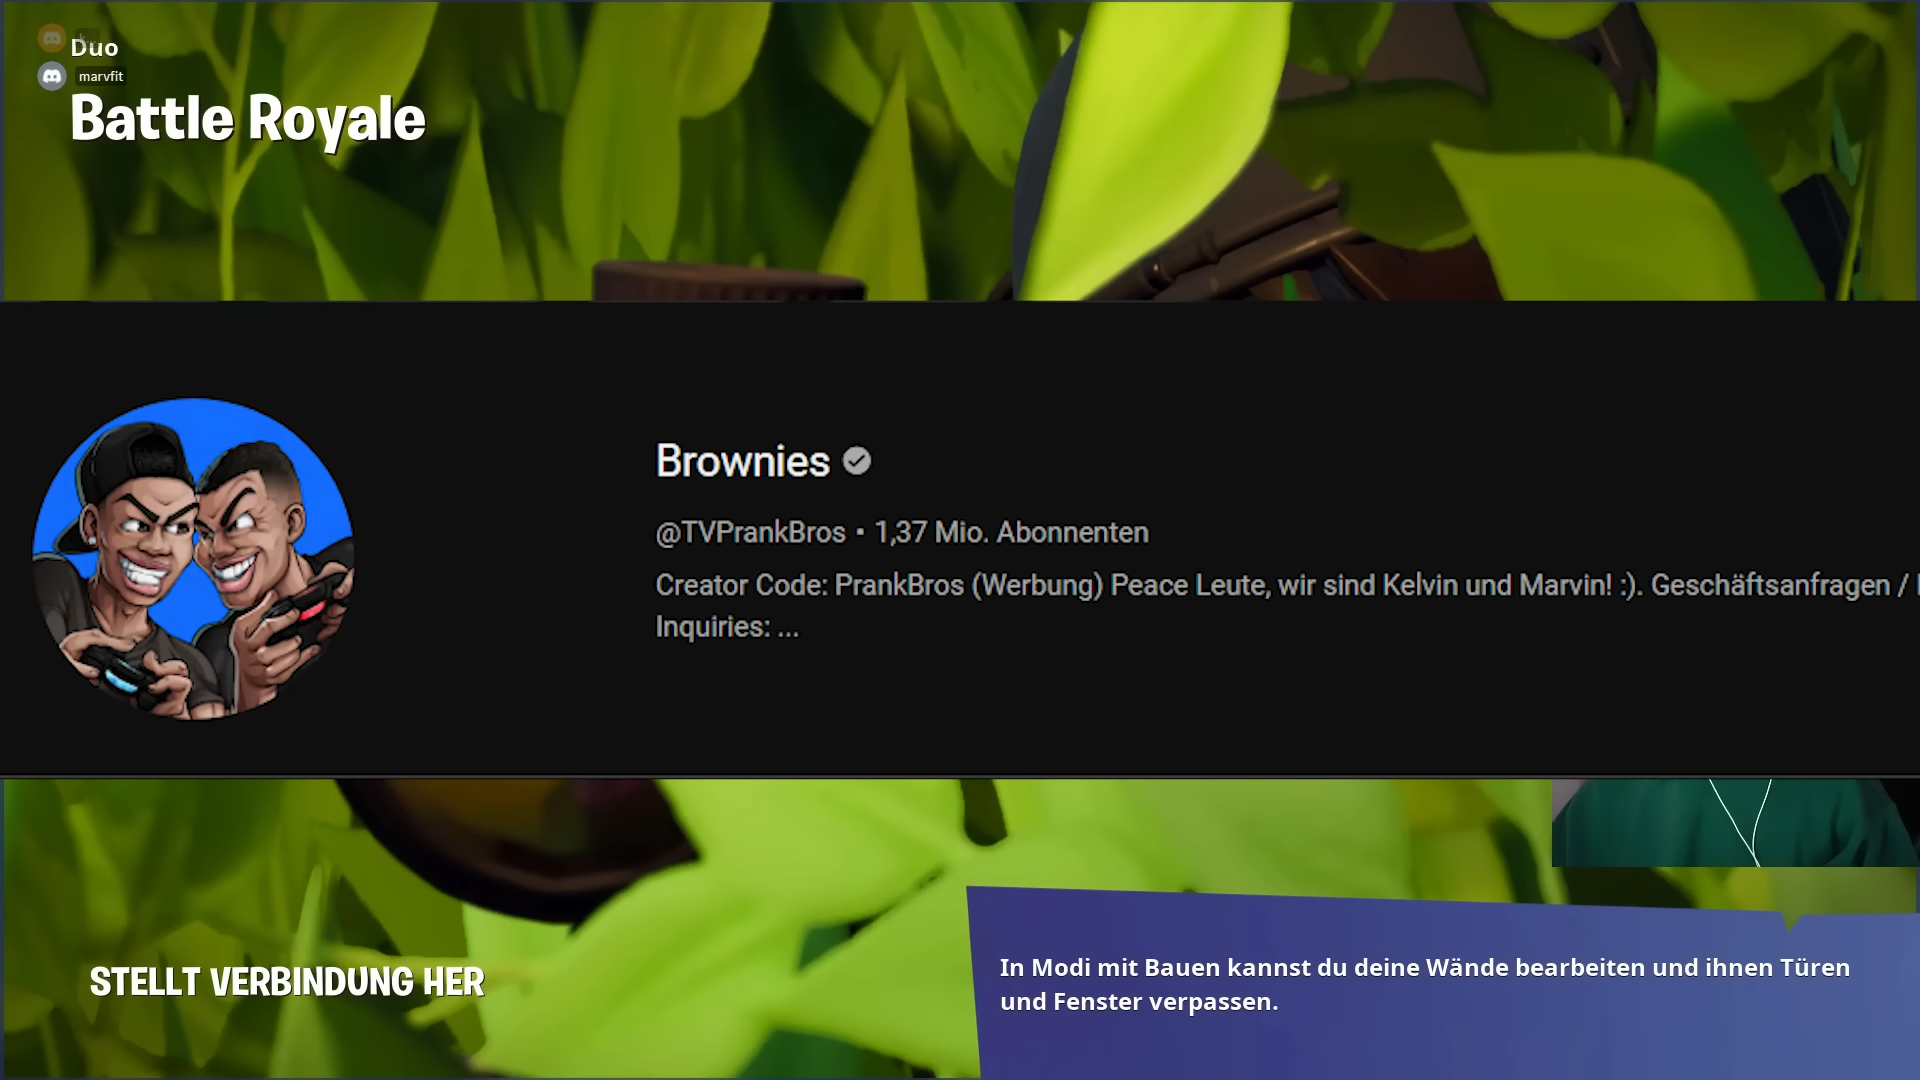 Duo
marvfit
Battle Royale
Brownies
@TVPrankBros • 1,37 Mio. Abonnenten
Creator Code: PrankBros (Werbung) Peace Leute, wir sind Kelvin und Marvin! :). Geschäftsanfragen /
Inquiries: ...
STELLT VERBINDUNG HER
In Modi mit Bauen kannst du deine Wände bearbeiten und ihnen Türen
und Fenster verpassen.